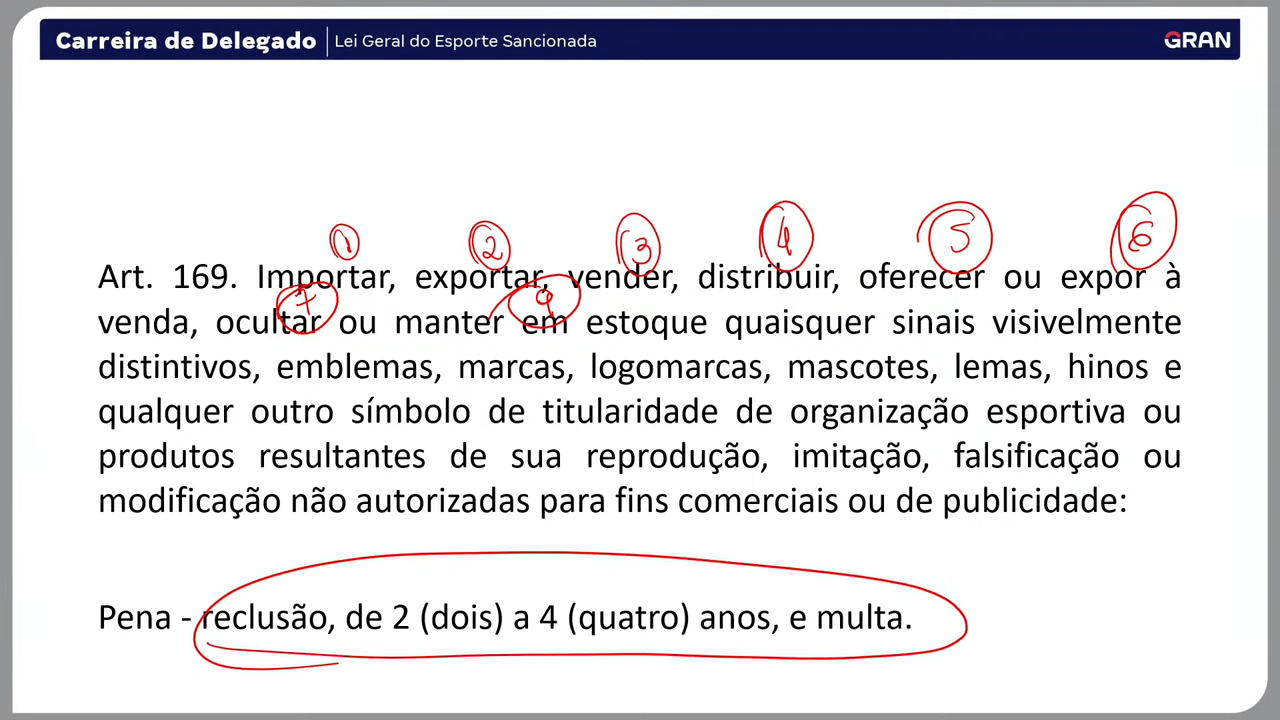 Carreira de Delegado Lei Geral do Esporte Sancionada GRAN
1 2 3 4 5 6
Art. 169. Importar, exportar, vender, distribuir, oferecer ou expor à
7 9
venda, ocultar ou manter em estoque quaisquer sinais visivelmente
distintivos, emblemas, marcas, logomarcas, mascotes, lemas, hinos e
qualquer outro símbolo de titularidade de organização esportiva ou
produtos resultantes de sua reprodução, imitação, falsificação ou
modificação não autorizadas para fins comerciais ou de publicidade:
Pena - reclusão, de 2 (dois) a 4 (quatro) anos, e multa.